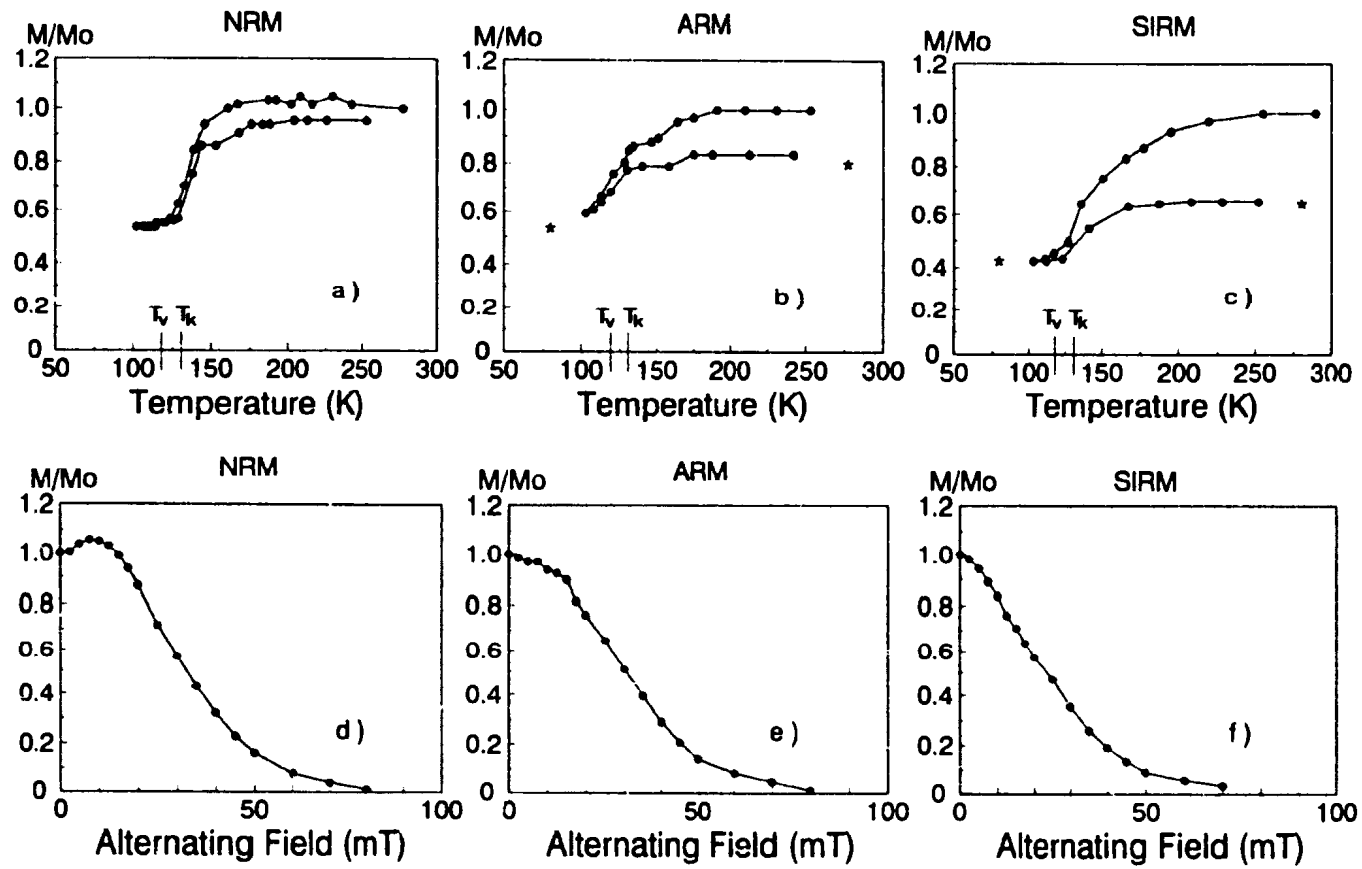 NRM
M/Mo
1.2
1.0
0.8
0.6
0.4
0.2
0
a )
Tv Tk
50 100 150 200 250 300
Temperature (K)
ARM
M/Mo
1.2
1.0
0.8
0.6
0.4
0.2
0
*
*
b )
Tv Tk
50 100 150 200 250 300
Temperature (K)
SIRM
M/Mo
1.2
1.0
0.8
0.6
0.4
0.2
0
*
*
c )
Tv Tk
50 100 150 200 250 300
Temperature (K)
NRM
M/Mo
1.2
1.0
0.8
0.6
0.4
0.2
0
d )
0 50 100
Alternating Field (mT)
ARM
M/Mo
1.2
1.0
0.8
0.6
0.4
0.2
0
e )
0 50 100
Alternating Field (mT)
SIRM
M/Mo
1.2
1.0
0.8
0.6
0.4
0.2
0
f )
0 50 100
Alternating Field (mT)